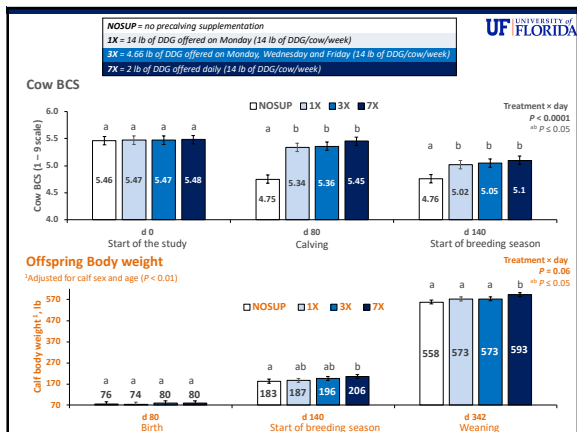 NOSUP = no precalving supplementation
1X = 14 lb of DDG offered on Monday (14 lb of DDG/cow/week)
3X = 4.66 lb of DDG offered on Monday, Wednesday and Friday (14 lb of DDG/cow/week)
7X = 2 lb of DDG offered daily (14 lb of DDG/cow/week)
UF UNIVERSITY of FLORIDA
Cow BCS
NOSUP 1X 3X 7X
Treatment × day
P < 0.0001
ab P ≤ 0.05
Cow BCS (1 – 9 scale)
6.0
5.5
5.0
4.5
4.0
a a a a
a b b b
a b b b
5.46 5.47 5.47 5.48
4.75 5.34 5.36 5.45
4.76 5.02 5.05 5.1
d 0 d 80 d 140
Start of the study Calving Start of breeding season
Offspring Body weight
¹Adjusted for calf sex and age (P < 0.01)
Treatment × day
P = 0.06
ab P ≤ 0.05
NOSUP 1X 3X 7X
Calf body weight¹, lb
570
470
370
270
170
70
a a a a
76 74 80 80
a ab ab b
183 187 196 206
a a a b
558 573 573 593
d 80 d 140 d 342
Birth Start of breeding season Weaning